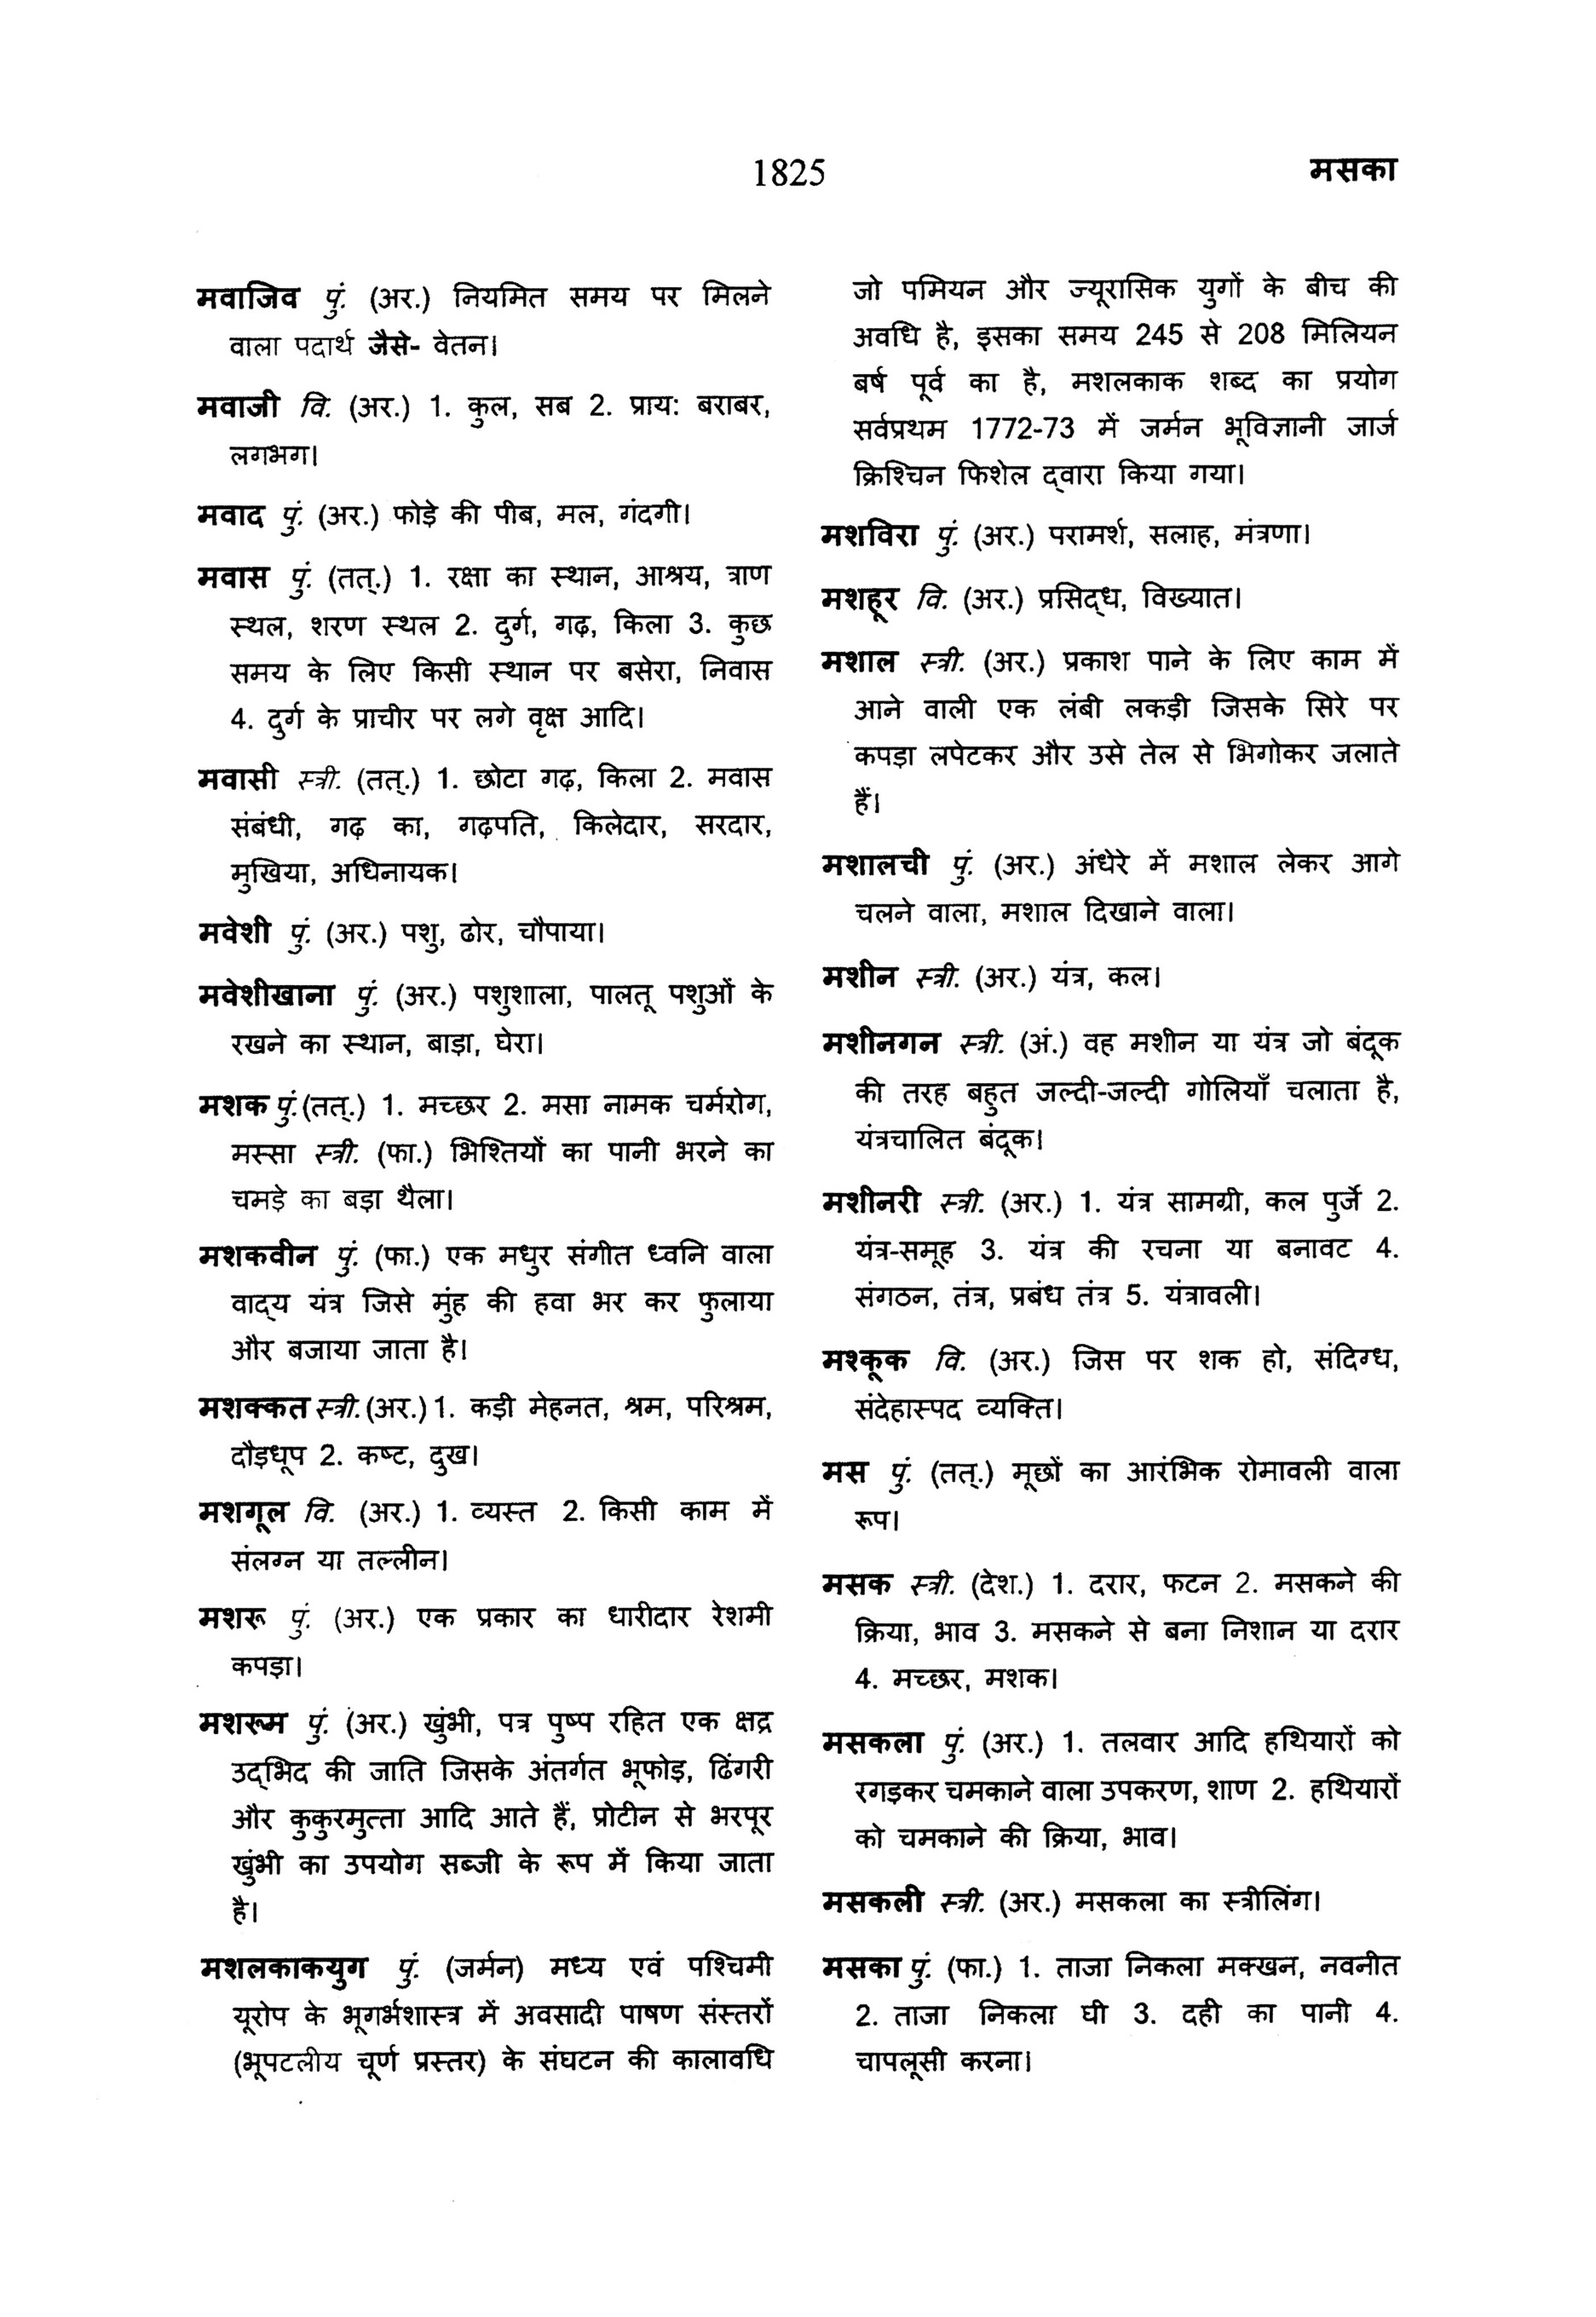 1825
मसका
मवाजिव पुं. (अर.) नियमित समय पर मिलने
वाला पदार्थ जैसे- वेतन।
मवाजी वि. (अर.) 1. कुल, सब 2. प्राय: बराबर,
लगभग।
मवाद पुं. (अर.) फोड़े की पीब, मल, गंदगी।
मवास पुं. (तत्.) 1. रक्षा का स्थान, आश्रय, त्राण
स्थल, शरण स्थल 2. दुर्ग, गढ़, किला 3. कुछ
समय के लिए किसी स्थान पर बसेरा, निवास
4. दुर्ग के प्राचीर पर लगे वृक्ष आदि।
मवासी स्त्री. (तत्.) 1. छोटा गढ़, किला 2. मवास
संबंधी, गढ़ का, गढ़पति, किलेदार, सरदार,
मुखिया, अधिनायक।
मवेशी पुं. (अर.) पशु, ढोर, चौपाया।
मवेशीखाना पुं. (अर.) पशुशाला, पालतू पशुओं के
रखने का स्थान, बाड़ा, घेरा।
मशक पुं.(तत्.) 1. मच्छर 2. मसा नामक चर्मरोग,
मस्सा स्त्री. (फा.) भिश्तियों का पानी भरने का
चमड़े का बड़ा थैला।
मशकवीन पुं. (फा.) एक मधुर संगीत ध्वनि वाला
वाद्य यंत्र जिसे मुंह की हवा भर कर फुलाया
और बजाया जाता है।
मशक्कत स्त्री.(अर.) 1. कड़ी मेहनत, श्रम, परिश्रम,
दौड़धूप 2. कष्ट, दुख।
मशगूल वि. (अर.) 1. व्यस्त 2. किसी काम में
संलग्न या तल्लीन।
मशरू पुं. (अर.) एक प्रकार का धारीदार रेशमी
कपड़ा।
मशरूम पुं. (अर.) खुंभी, पत्र पुष्प रहित एक क्षद्र
उद्भिद की जाति जिसके अंतर्गत भूफोड़, ढिंगरी
और कुकुरमुत्ता आदि आते हैं, प्रोटीन से भरपूर
खुंभी का उपयोग सब्जी के रूप में किया जाता
है।
मशलकाकयुग पुं. (जर्मन) मध्य एवं पश्चिमी
यूरोप के भूगर्भशास्त्र में अवसादी पाषण संस्तरों
(भूपटलीय चूर्ण प्रस्तर) के संघटन की कालावधि
जो पमियन और ज्यूरासिक युगों के बीच की
अवधि है, इसका समय 245 से 208 मिलियन
बर्ष पूर्व का है, मशलकाक शब्द का प्रयोग
सर्वप्रथम 1772-73 में जर्मन भूविज्ञानी जार्ज
क्रिश्चिन फिशेल द्वारा किया गया।
मशविरा पुं. (अर.) परामर्श, सलाह, मंत्रणा।
मशहूर वि. (अर.) प्रसिद्ध, विख्यात।
मशाल स्त्री. (अर.) प्रकाश पाने के लिए काम में
आने वाली एक लंबी लकड़ी जिसके सिरे पर
कपड़ा लपेटकर और उसे तेल से भिगोकर जलाते
हैं।
मशालची पुं. (अर.) अंधेरे में मशाल लेकर आगे
चलने वाला, मशाल दिखाने वाला।
मशीन स्त्री. (अर.) यंत्र, कल।
मशीनगन स्त्री. (अं.) वह मशीन या यंत्र जो बंदूक
की तरह बहुत जल्दी-जल्दी गोलियाँ चलाता है,
यंत्रचालित बंदूक।
मशीनरी स्त्री. (अर.) 1. यंत्र सामग्री, कल पुर्जे 2.
यंत्र-समूह 3. यंत्र की रचना या बनावट 4.
संगठन, तंत्र, प्रबंध तंत्र 5. यंत्रावली।
मश्कूक वि. (अर.) जिस पर शक हो, संदिग्ध,
संदेहास्पद व्यक्ति।
मस पुं. (तत्.) मूछों का आरंभिक रोमावली वाला
रूप।
मसक स्त्री. (देश.) 1. दरार, फटन 2. मसकने की
क्रिया, भाव 3. मसकने से बना निशान या दरार
4. मच्छर, मशक।
मसकला पुं. (अर.) 1. तलवार आदि हथियारों को
रगड़कर चमकाने वाला उपकरण, शाण 2. हथियारों
को चमकाने की क्रिया, भाव।
मसकली स्त्री. (अर.) मसकला का स्त्रीलिंग।
मसका पुं. (फा.) 1. ताजा निकला मक्खन, नवनीत
2. ताजा निकला घी 3. दही का पानी 4.
चापलूसी करना।